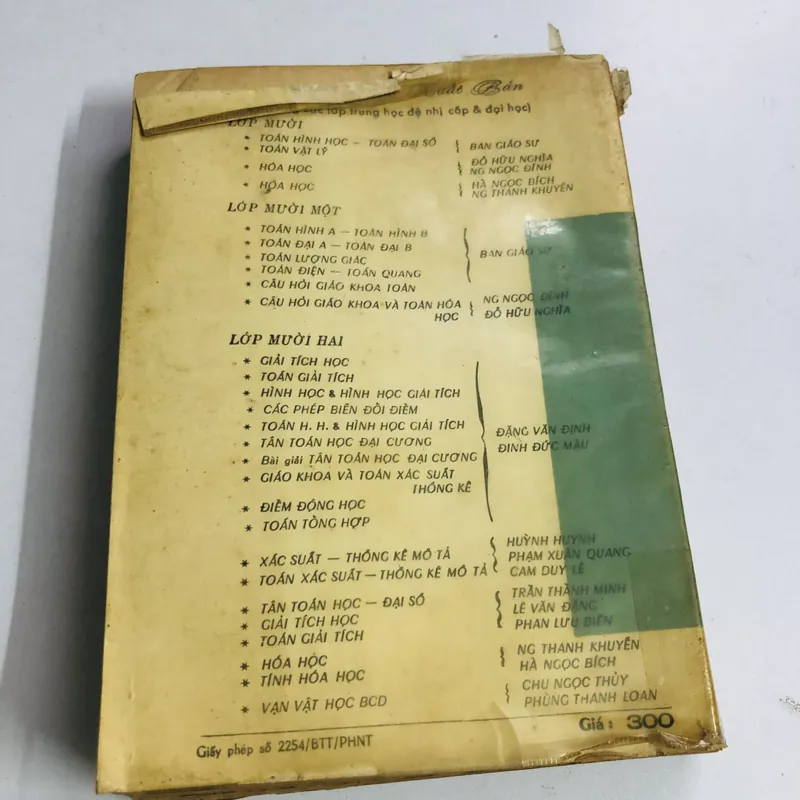 Xuất Bản
các lớp trung học đệ nhị cấp & đại học)
LỚP MƯỜI
* TOÁN HÌNH HỌC — TOÁN ĐẠI SỐ
* TOÁN VẬT LÝ
BAN GIÁO SƯ
* HÓA HỌC
ĐỖ HỮU NGHĨA
NG NGỌC ĐÍNH
* HÓA HỌC
HÀ NGỌC BÍCH
NG THANH KHUYẾN
LỚP MƯỜI MỘT
* TOÁN HÌNH A — TOÁN HÌNH B
* TOÁN ĐẠI A — TOÁN ĐẠI B
* TOÁN LƯỢNG GIÁC
* TOÁN ĐIỆN — TOÁN QUANG
* CÂU HỎI GIÁO KHOA TOÁN
BAN GIÁO SƯ
* CÂU HỎI GIÁO KHOA VÀ TOÁN HÓA
HỌC
NG NGỌC ĐÍNH
ĐỖ HỮU NGHĨA
LỚP MƯỜI HAI
* GIẢI TÍCH HỌC
* TOÁN GIẢI TÍCH
* HÌNH HỌC & HÌNH HỌC GIẢI TÍCH
* CÁC PHÉP BIẾN ĐỔI ĐIỂM
* TOÁN H. H. & HÌNH HỌC GIẢI TÍCH
* TÂN TOÁN HỌC ĐẠI CƯƠNG
* Bài giải TÂN TOÁN HỌC ĐẠI CƯƠNG
* GIÁO KHOA VÀ TOÁN XÁC SUẤT
THỐNG KÊ
* ĐIỂM ĐỘNG HỌC
* TOÁN TỔNG HỢP
ĐẶNG VĂN ĐỊNH
ĐINH ĐỨC MẬU
* XÁC SUẤT — THỐNG KÊ MÔ TẢ
* TOÁN XÁC SUẤT — THỐNG KÊ MÔ TẢ
HUỲNH HUYNH
PHẠM XUÂN QUANG
CAM DUY LỄ
* TÂN TOÁN HỌC — ĐẠI SỐ
* GIẢI TÍCH HỌC
* TOÁN GIẢI TÍCH
TRẦN THÀNH MINH
LÊ VĂN ĐẶNG
PHAN LƯU BIÊN
* HÓA HỌC
* TÍNH HÓA HỌC
NG THANH KHUYẾN
HÀ NGỌC BÍCH
* VẠN VẬT HỌC BCD
CHU NGỌC THỦY
PHÙNG THANH LOAN
Giá : 300
Giấy phép số 2254/BTT/PHNT